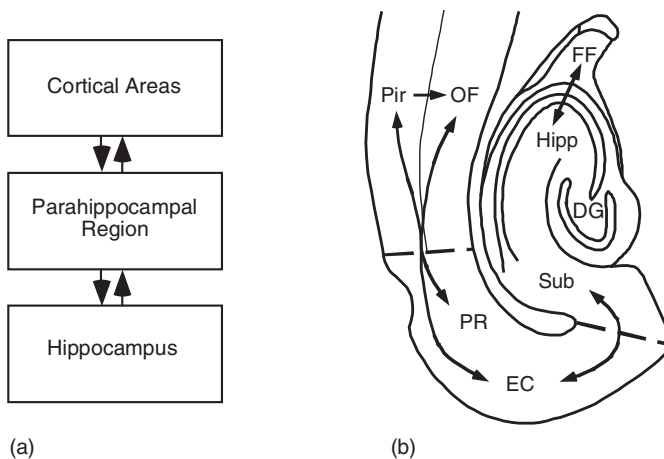 Cortical Areas
Parahippocampal
Region
Hippocampus
(a)
FF
Pir OF
Hipp
DG
Sub
PR
EC
(b)